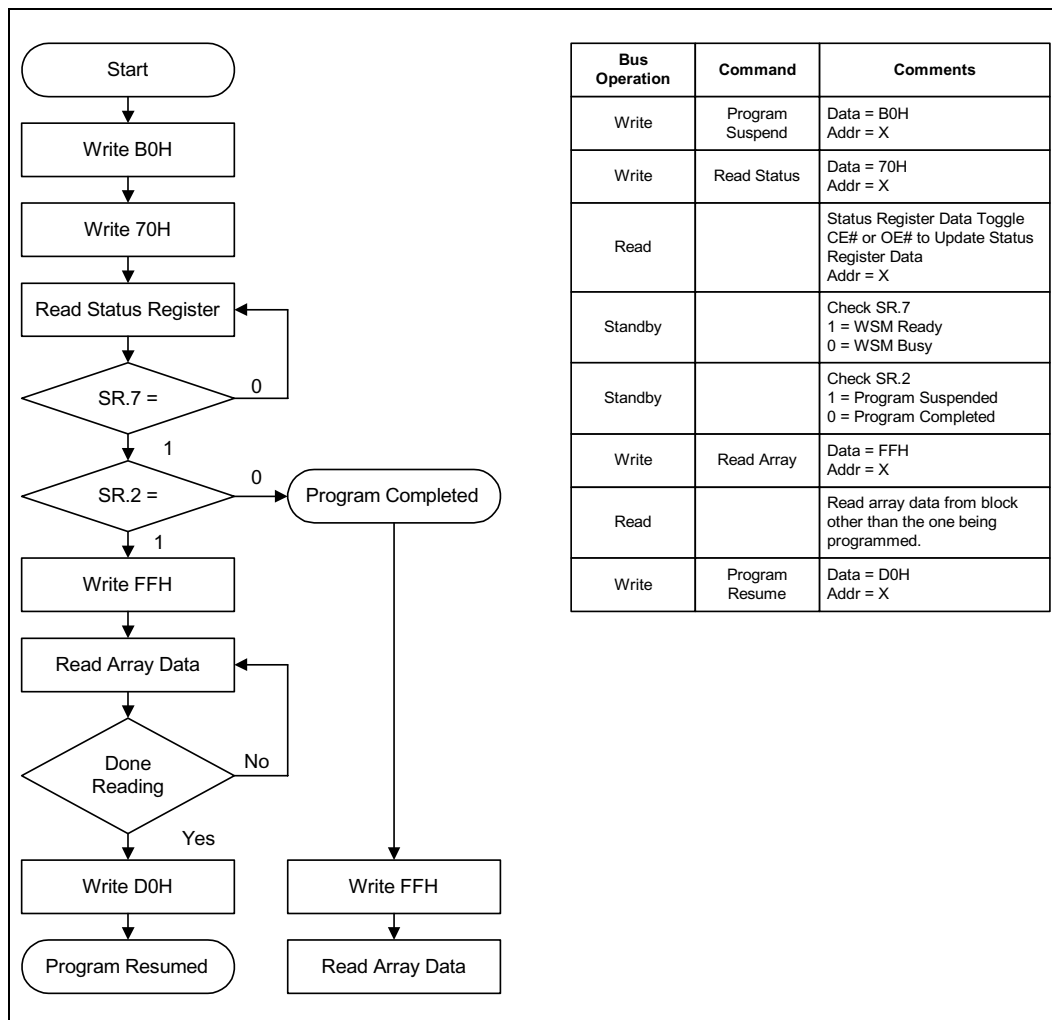 Start
Write B0H
Write 70H
Read Status Register
SR.7 =
0
1
SR.2 =
0
Program Completed
1
Write FFH
Read Array Data
Done
Reading
No
Yes
Write D0H
Write FFH
Program Resumed
Read Array Data
Bus
Operation
Command
Comments
Write
Program
Suspend
Data = B0H
Addr = X
Write
Read Status
Data = 70H
Addr = X
Read
Status Register Data Toggle
CE# or OE# to Update Status
Register Data
Addr = X
Standby
Check SR.7
1 = WSM Ready
0 = WSM Busy
Standby
Check SR.2
1 = Program Suspended
0 = Program Completed
Write
Read Array
Data = FFH
Addr = X
Read
Read array data from block
other than the one being
programmed.
Write
Program
Resume
Data = D0H
Addr = X